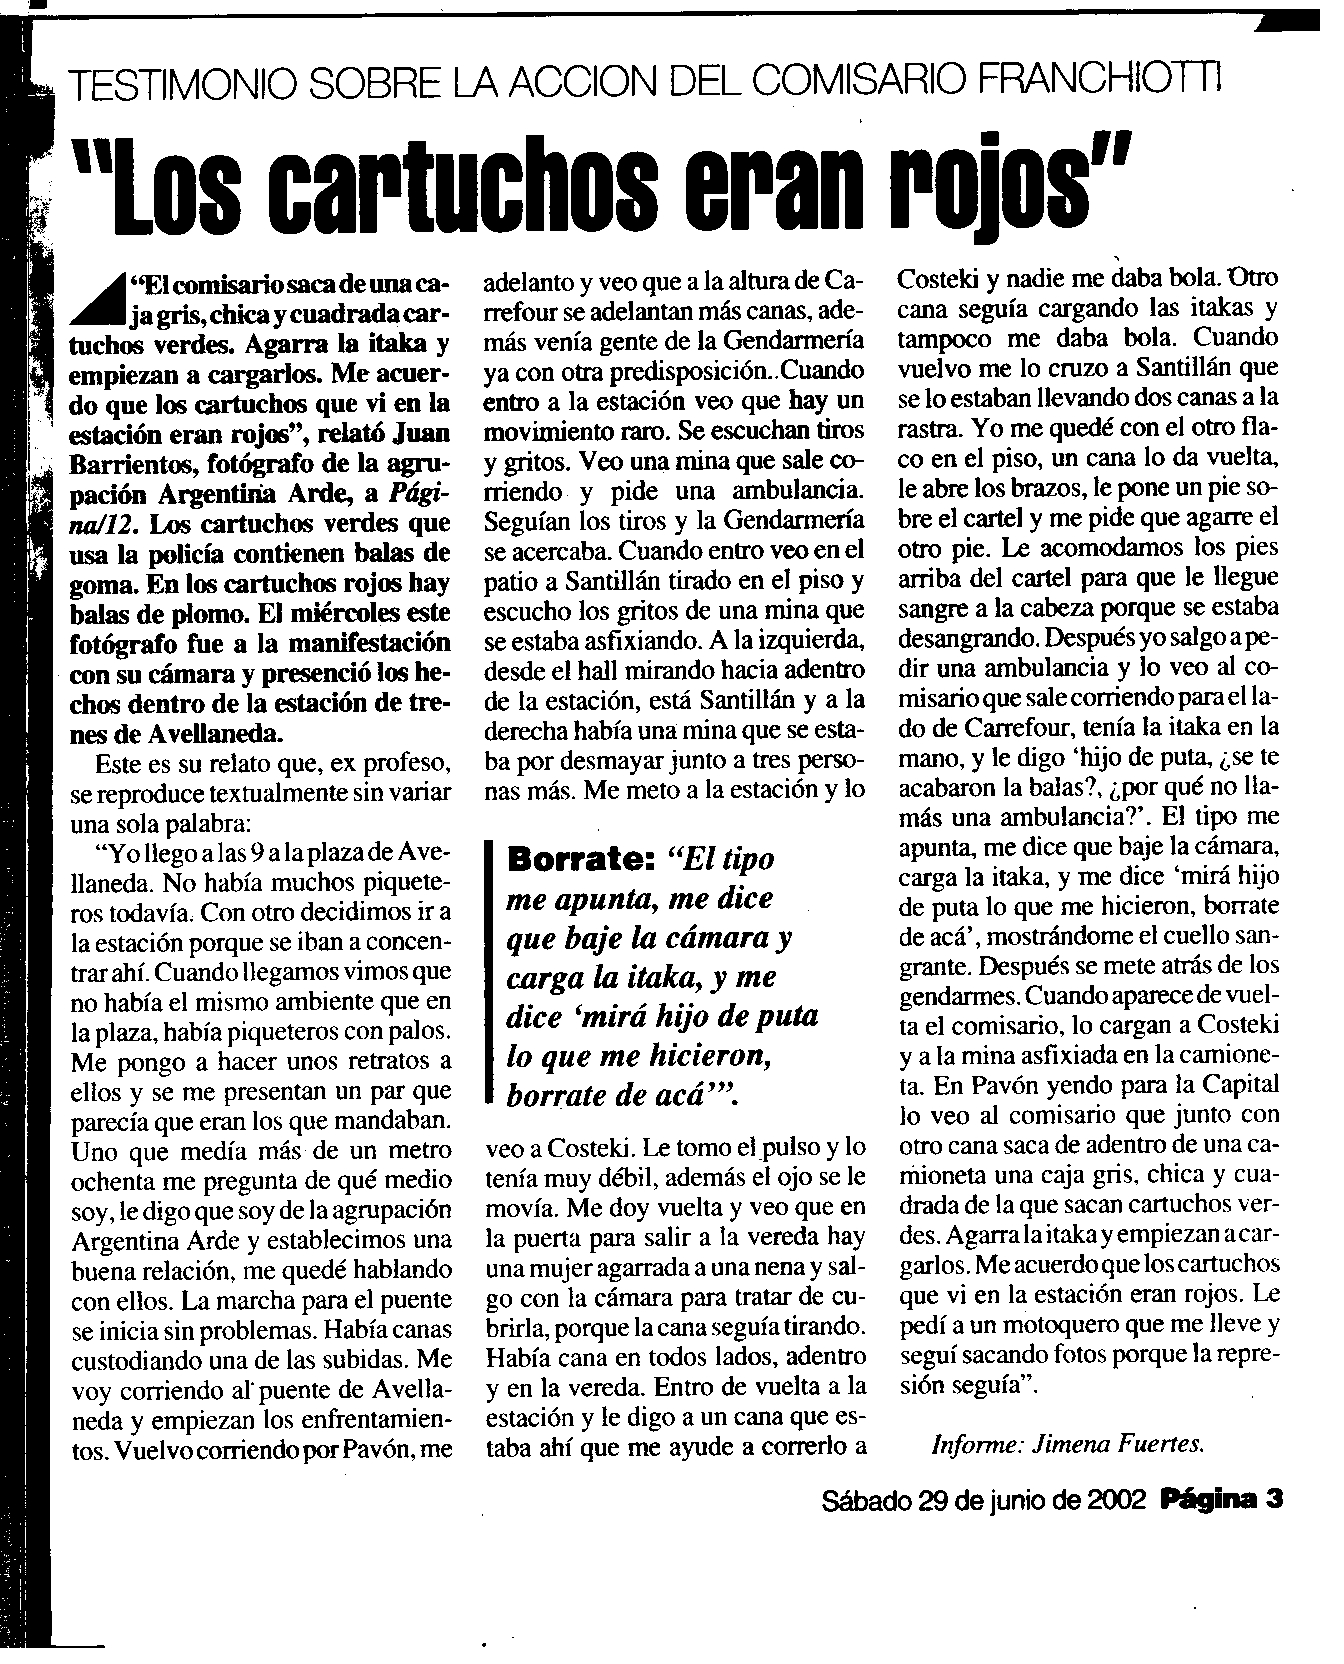 TESTIMONIO SOBRE LA ACCION DEL COMISARIO FRANCHIOTTI
"Los cartuchos eran rojos"
"El comisario saca de una ca-
ja gris, chica y cuadrada car-
tuchos verdes. Agarra la itaka y
empiezan a cargarlos. Me acuer-
do que los cartuchos que vi en la
estación eran rojos", relató Juan
Barrientos, fotógrafo de la agru-
pación Argentina Arde, a Pági-
na/12. Los cartuchos verdes que
usa la policía contienen balas de
goma. En los cartuchos rojos hay
balas de plomo. El miércoles este
fotógrafo fue a la manifestación
con su cámara y presenció los he-
chos dentro de la estación de tre-
nes de Avellaneda.
Este es su relato que, ex profeso,
se reproduce textualmente sin variar
una sola palabra:
"Yo llego a las 9 a la plaza de Ave-
llaneda. No había muchos pique­te-
ros todavía. Con otro decidimos ir a
la estación porque se iban a concen-
trar ahí. Cuando llegamos vimos que
no había el mismo ambiente que en
la plaza, había piqueteros con palos.
Me pongo a hacer unos retratos a
ellos y se me presentan un par que
parecía que eran los que mandaban.
Uno que medía más de un metro
ochenta me pregunta de qué medio
soy, le digo que soy de la agrupación
Argentina Arde y establecimos una
buena relación, me quedé hablando
con ellos. La marcha para el puente
se inicia sin problemas. Había canas
custodiando una de las subidas. Me
voy corriendo al puente de Avella-
neda y empiezan los enfrentamien-
tos. Vuelvo corriendo por Pavón, me
adelanto y veo que a la altura de Ca-
rrefour se adelantan más canas, ade-
más venía gente de la Gendarmería
ya con otra predisposición..Cuando
entro a la estación veo que hay un
movimiento raro. Se escuchan tiros
y gritos. Veo una mina que sale co-
rriendo y pide una ambulancia.
Seguían los tiros y la Gendarmería
se acercaba. Cuando entro veo en el
patio a Santillán tirado en el piso y
escucho los gritos de una mina que
se estaba asfixiando. A la izquierda,
desde el hall mirando hacia adentro
de la estación, está Santillán y a la
derecha había una mina que se esta-
ba por desmayar junto a tres perso-
nas más. Me meto a la estación y lo
Borrate: "El tipo
me apunta, me dice
que baje la cámara y
carga la itaka, y me
dice 'mirá hijo de puta
lo que me hicieron,
borrate de acá'".
veo a Costeki. Le tomo el pulso y lo
tenía muy débil, además el ojo se le
movía. Me doy vuelta y veo que en
la puerta para salir a la vereda hay
una mujer agarrada a una nena y sal-
go con la cámara para tratar de cu-
brirla, porque la cana seguía tirando.
Había cana en todos lados, adentro
y en la vereda. Entro de vuelta a la
estación y le digo a un cana que es-
taba ahí que me ayude a correrlo a
Costeki y nadie me daba bola. Otro
cana seguía cargando las itakas y
tampoco me daba bola. Cuando
vuelvo me lo cruzo a Santillán que
se lo estaban llevando dos canas a la
rastra. Yo me quedé con el otro fla-
co en el piso, un cana lo da vuelta,
le abre los brazos, le pone un pie so-
bre el cartel y me pide que agarre el
otro pie. Le acomodamos los pies
arriba del cartel para que le llegue
sangre a la cabeza porque se estaba
desangrando. Después yo salgo a pe-
dir una ambulancia y lo veo al co-
misario que sale corriendo para el la-
do de Carrefour, tenía la itaka en la
mano, y le digo 'hijo de puta, ¿se te
acabaron la balas?, ¿por qué no lla-
más una ambulancia?'. El tipo me
apunta, me dice que baje la cámara,
carga la itaka, y me dice 'mirá hijo
de puta lo que me hicieron, borrate
de acá', mostrándome el cuello san-
grante. Después se mete atrás de los
gendarmes. Cuando aparece de vuel-
ta el comisario, lo cargan a Costeki
y a la mina asfixiada en la camione-
ta. En Pavón yendo para la Capital
lo veo al comisario que junto con
otro cana saca de adentro de una ca-
mioneta una caja gris, chica y cua-
drada de la que sacan cartuchos ver-
des. Agarra la itaka y empiezan a car-
garlos. Me acuerdo que los cartuchos
que vi en la estación eran rojos. Le
pedí a un motoquero que me lleve y
seguí sacando fotos porque la repre-
sión seguía".
Informe: Jimena Fuertes.
Sábado 29 de junio de 2002 Página 3